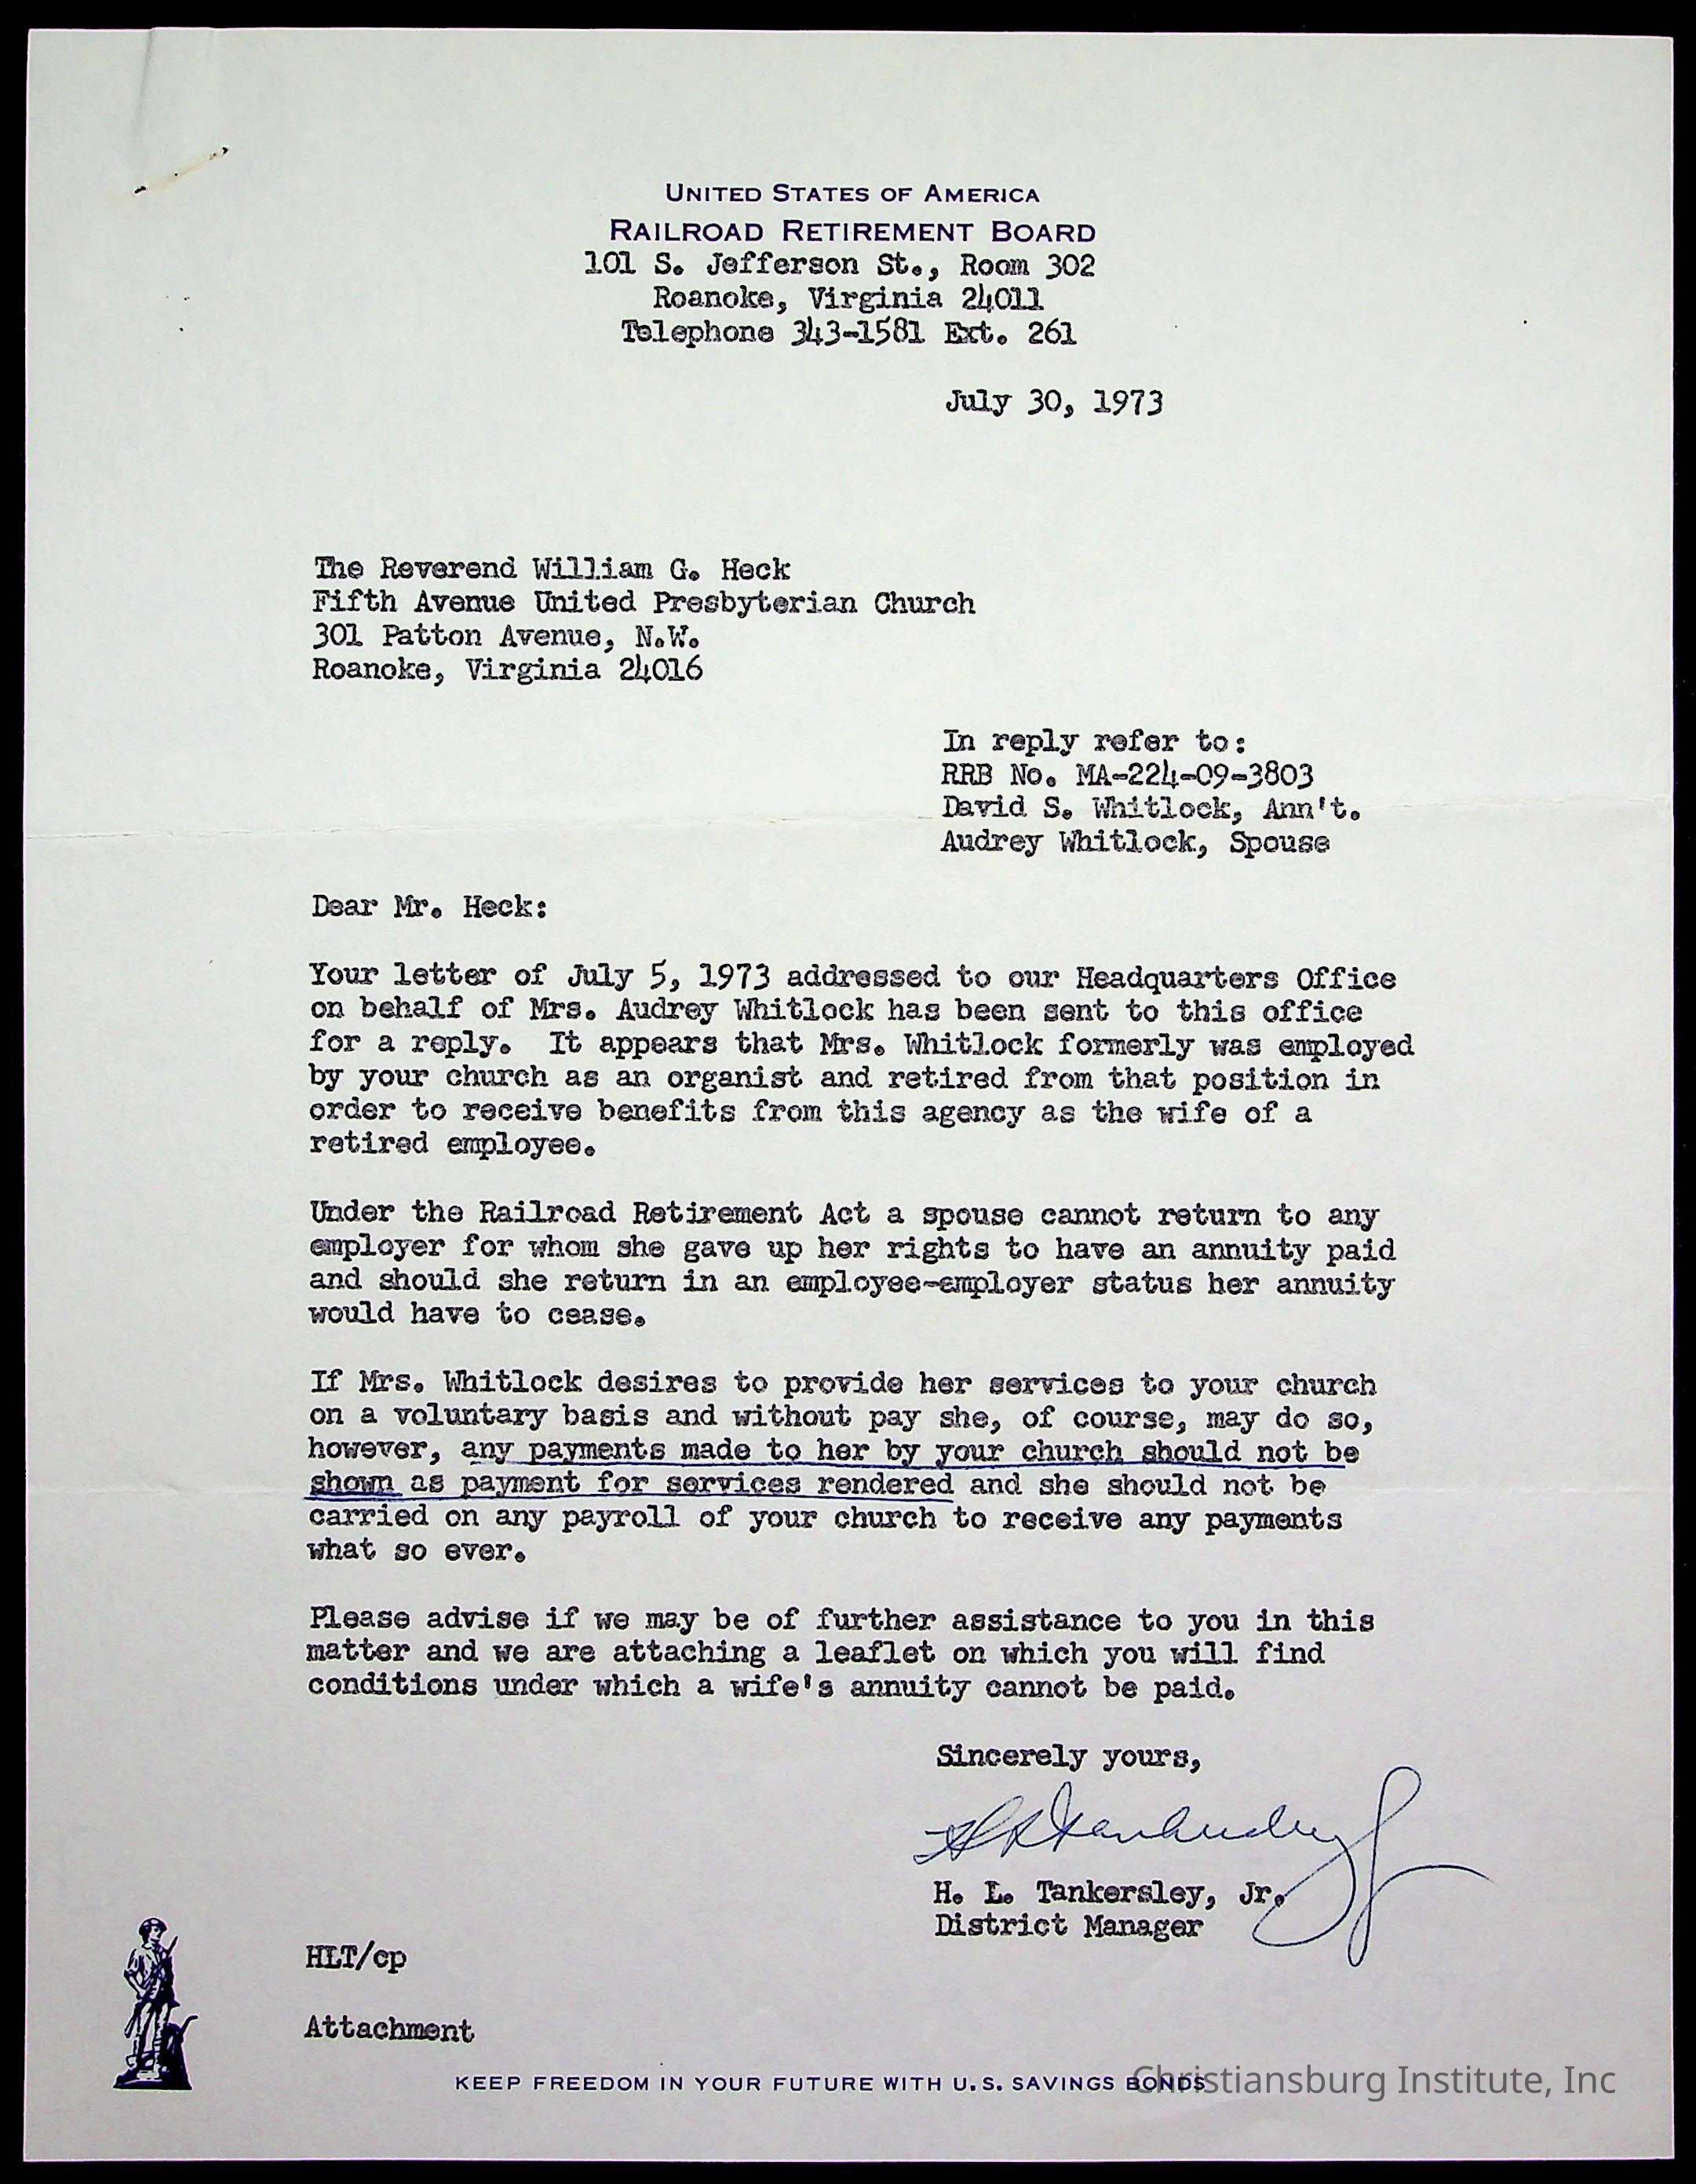 UNITED STATES OF AMERICA
RAILROAD RETIREMENT BOARD
101 S. Jefferson St., Room 302
Roanoke, Virginia 24011
Telephone 343-1581 Ext. 261
July 30, 1973
The Reverend William G. Heck
Fifth Avenue United Presbyterian Church
301 Patton Avenue, N.W.
Roanoke, Virginia 24016
In reply refer to:
RRB No. MA-224-09-3803
David S. Whitlock, Ann't.
Audrey Whitlock, Spouse
Dear Mr. Heck:
Your letter of July 5, 1973 addressed to our Headquarters Office
on behalf of Mrs. Audrey Whitlock has been sent to this office
for a reply. It appears that Mrs. Whitlock formerly was employed
by your church as an organist and retired from that position in
order to receive benefits from this agency as the wife of a
retired employee.
Under the Railroad Retirement Act a spouse cannot return to any
employer for whom she gave up her rights to have an annuity paid
and should she return in an employee-employer status her annuity
would have to cease.
If Mrs. Whitlock desires to provide her services to your church
on a voluntary basis and without pay she, of course, may do so,
however, any payments made to her by your church should not be
shown as payment for services rendered and she should not be
carried on any payroll of your church to receive any payments
what so ever.
Please advise if we may be of further assistance to you in this
matter and we are attaching a leaflet on which you will find
conditions under which a wife's annuity cannot be paid.
Sincerely yours,
H L Tankersley Jr
H. L. Tankersley, Jr.
District Manager
HLT/cp
Attachment
KEEP FREEDOM IN YOUR FUTURE WITH U.S. SAVINGS BONDS
Christiansburg Institute, Inc